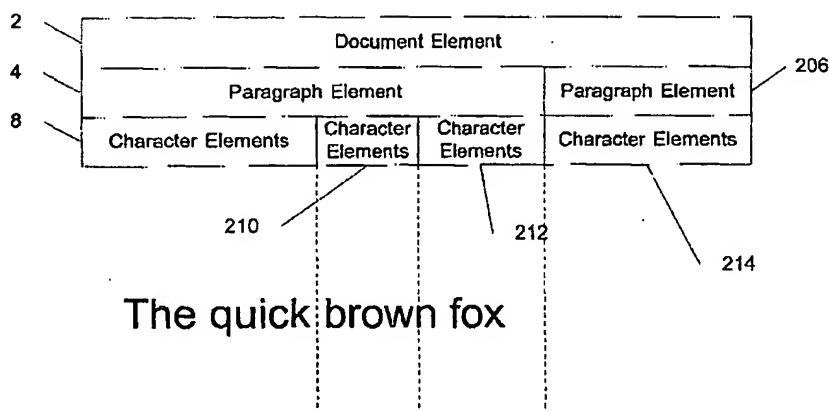 2
Document Element
4
Paragraph Element
Paragraph Element
206
8
Character Elements
Character
Elements
Character
Elements
Character Elements
210
212
214
The quick brown fox